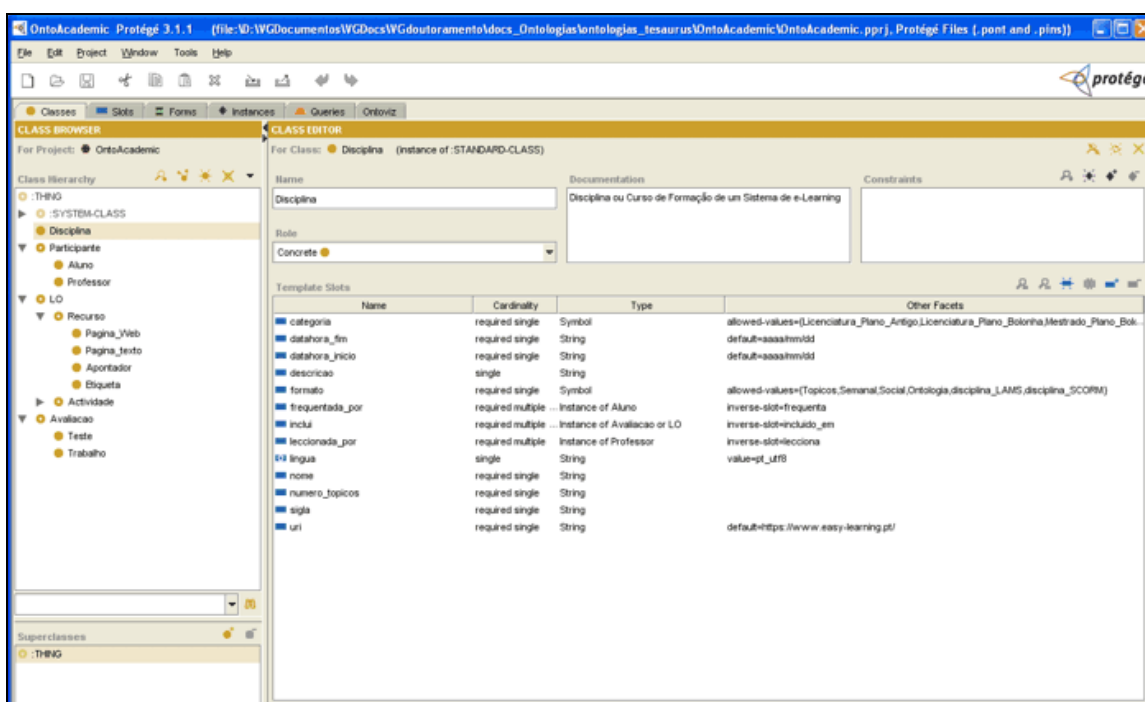 OntoAcademic Protégé 3.1.1 (file:\D:\WGDocumentos\WGDocs\WGdoutoramento\docs_Ontologias\ontologias_tesaurus\OntoAcademic\OntoAcademic.pprj, Protégé Files (.pont and .pins))
File Edit Project Window Tools Help
protégé
Classes Slots Forms Instances Queries Ontoviz
CLASS BROWSER
For Project: OntoAcademic
Class Hierarchy
:THING
:SYSTEM-CLASS
Disciplina
Participante
Aluno
Professor
LO
Recurso
Pagina_Web
Pagina_texto
Apontador
Etiqueta
Actividade
Avaliacao
Teste
Trabalho
Superclasses
:THING
CLASS EDITOR
For Class: Disciplina (instance of :STANDARD-CLASS)
Name Documentation Constraints
Disciplina Disciplina ou Curso de Formação de um Sistema de e-Learning
Role
Concrete
Template Slots
Name Cardinality Type Other Facets
categoria required single Symbol allowed-values={Licenciatura_Plano_Antigo,Licenciatura_Plano_Bolonha,Mestrado_Plano_Bol...
datahora_fim required single String default=aaaa/mm/dd
datahora_inicio required single String default=aaaa/mm/dd
descricao single String
formato required single Symbol allowed-values={Topicos,Semanal,Social,Ontologia,disciplina_LAMS,disciplina_SCORM}
frequentada_por required multiple ... Instance of Aluno inverse-slot=frequenta
inclui required multiple ... Instance of Avaliacao or LO inverse-slot=incluido_em
leccionada_por required multiple Instance of Professor inverse-slot=lecciona
lingua single String value=pt_utf8
nome required single String
numero_topicos required single String
sigla required single String
uri required single String default=https://www.easy-learning.pt/